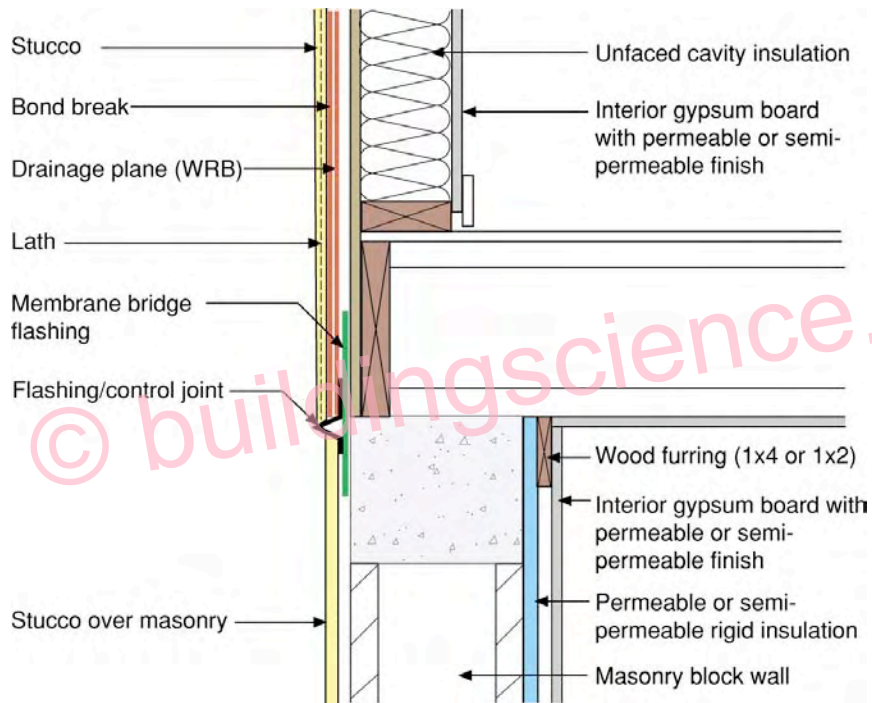 Stucco
Bond break
Drainage plane (WRB)
Lath
Membrane bridge
flashing
Flashing/control joint
Stucco over masonry
Unfaced cavity insulation
Interior gypsum board
with permeable or semi-
permeable finish
Wood furring (1x4 or 1x2)
Interior gypsum board with
permeable or semi-
permeable finish
Permeable or semi-
permeable rigid insulation
Masonry block wall
© buildingscience.